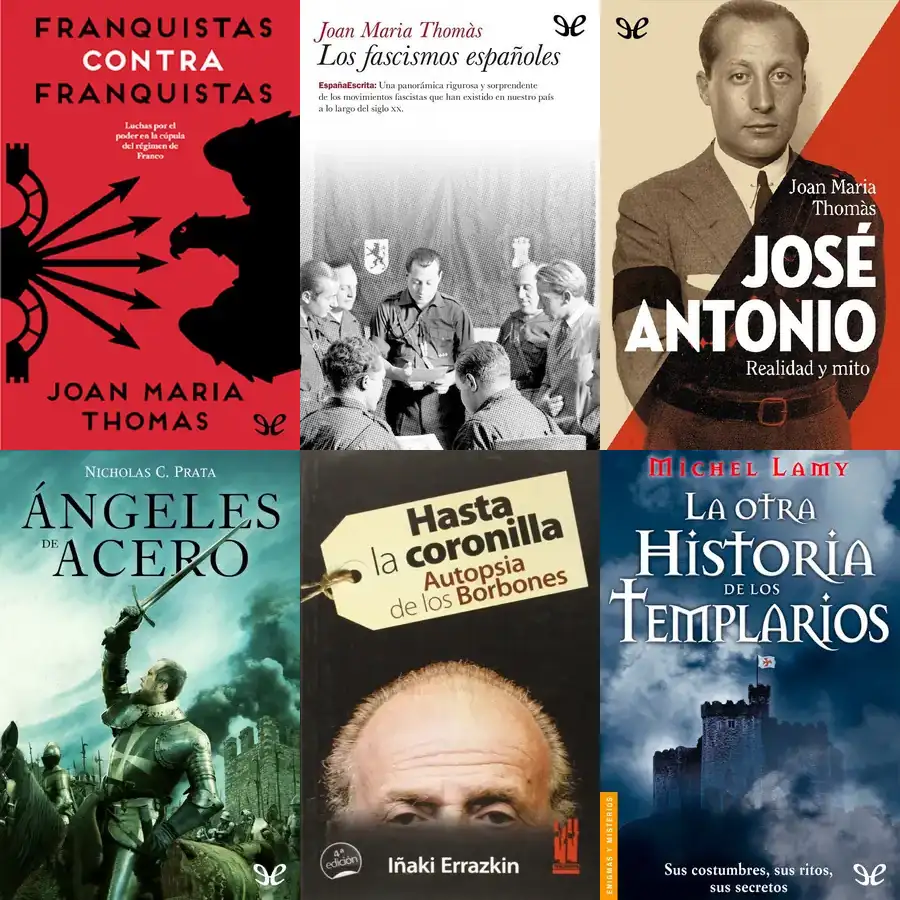 FRANQUISTAS
CONTRA
FRANQUISTAS
Luchas por el
poder en la cúpula
del régimen de
Franco
JOAN MARIA
THOMAS
Joan Maria Thomàs
Los fascismos españoles
EspañaEscrita: Una panorámica rigurosa y sorprendente
de los movimientos fascistas que han existido en nuestro país
a lo largo del siglo XX.
Joan Maria
Thomàs
JOSÉ
ANTONIO
Realidad y mito
NICHOLAS C. PRATA
ÁNGELES
DE
ACERO
Hasta
la coronilla
Autopsia
de los Borbones
4ª
edición
Iñaki Errazkin
MICHEL LAMY
LA OTRA
HISTORIA
DE LOS
TEMPLARIOS
ENIGMAS Y MISTERIOS
Sus costumbres, sus ritos,
sus secretos